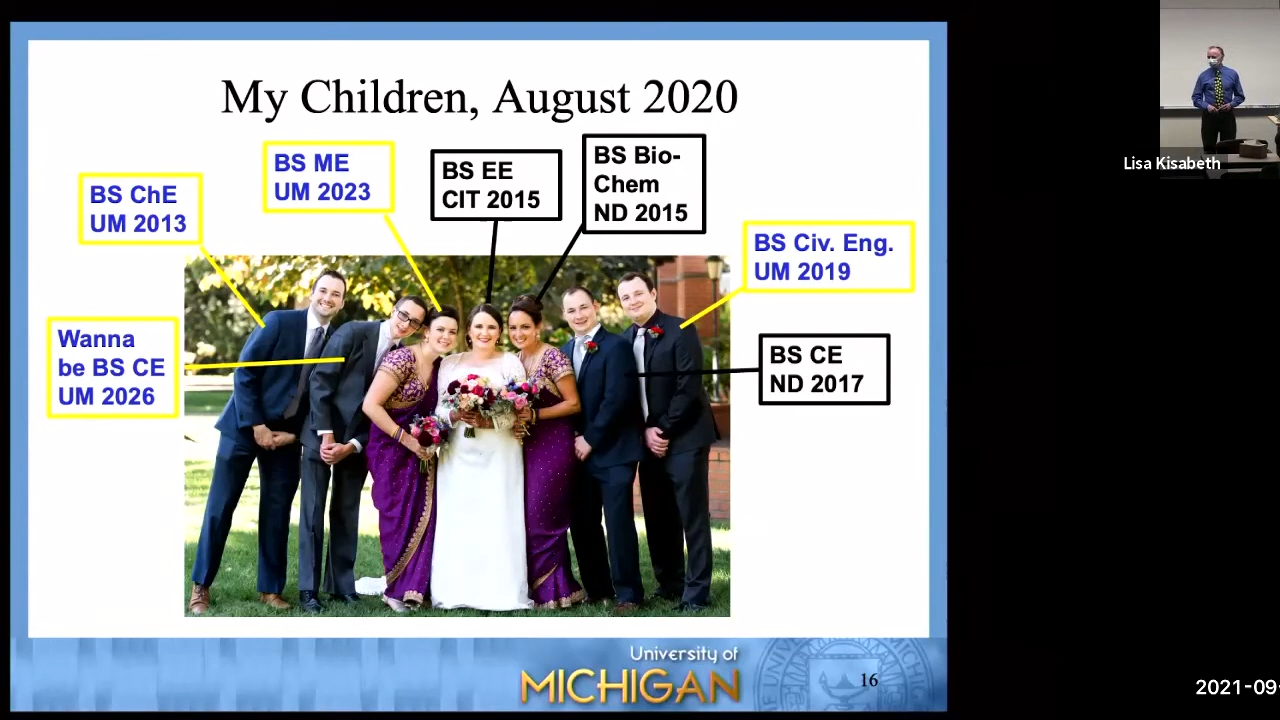 My Children, August 2020
BS ChE
UM 2013
BS ME
UM 2023
BS EE
CIT 2015
BS Bio-
Chem
ND 2015
BS Civ. Eng.
UM 2019
Wanna
be BS CE
UM 2026
BS CE
ND 2017
University of
MICHIGAN
16
Lisa Kisabeth
2021-09-